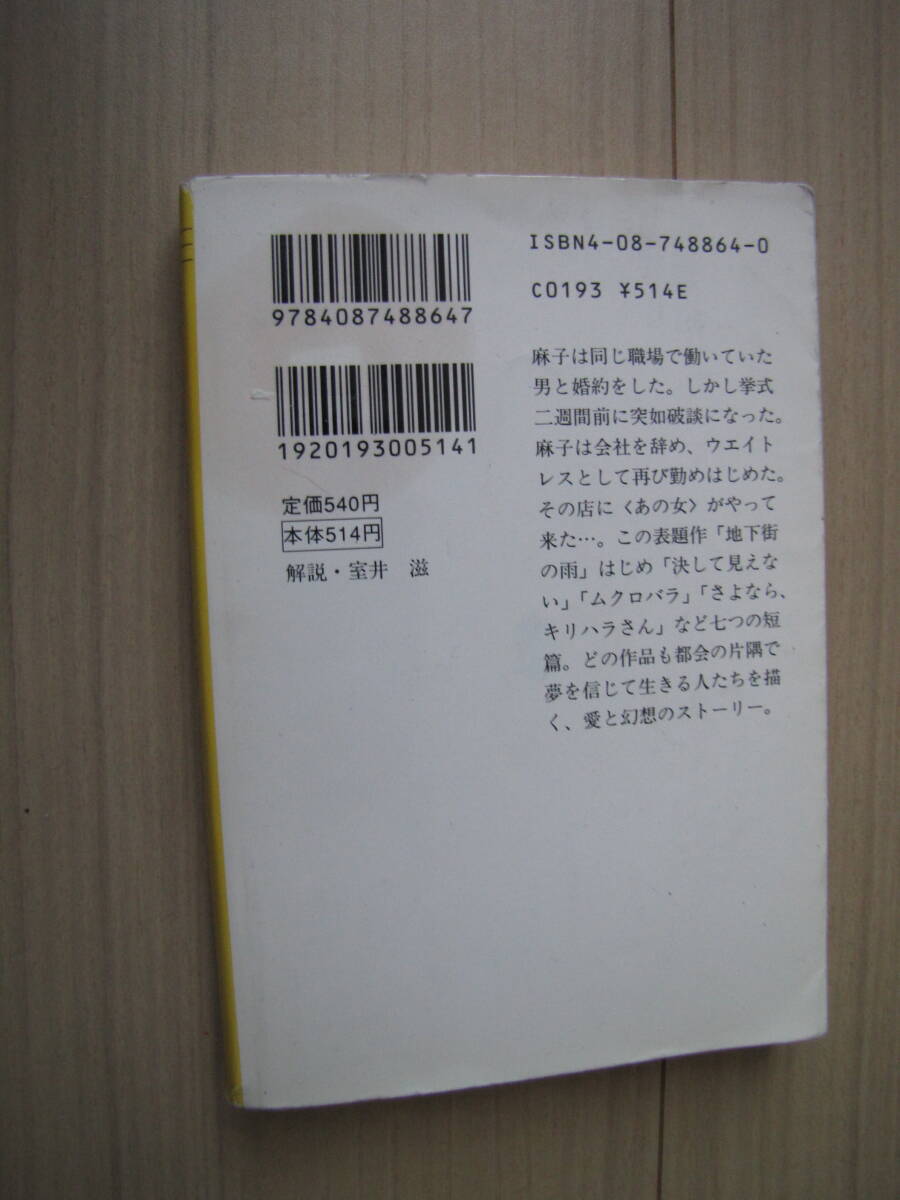 9784087488647
1920193005141
定価540円
本体514円
解説・室井　滋
ISBN4-08-748864-0
C0193 ¥514E
麻子は同じ職場で働いていた
男と婚約をした。しかし挙式
二週間前に突如破談になった。
麻子は会社を辞め、ウエイト
レスとして再び勤めはじめた。
その店に〈あの女〉がやって
来た…。この表題作「地下街
の雨」はじめ「決して見えな
い」「ムクロバラ」「さよなら、
キリハラさん」など七つの短
篇。どの作品も都会の片隅で
夢を信じて生きる人たちを描
く、愛と幻想のストーリー。